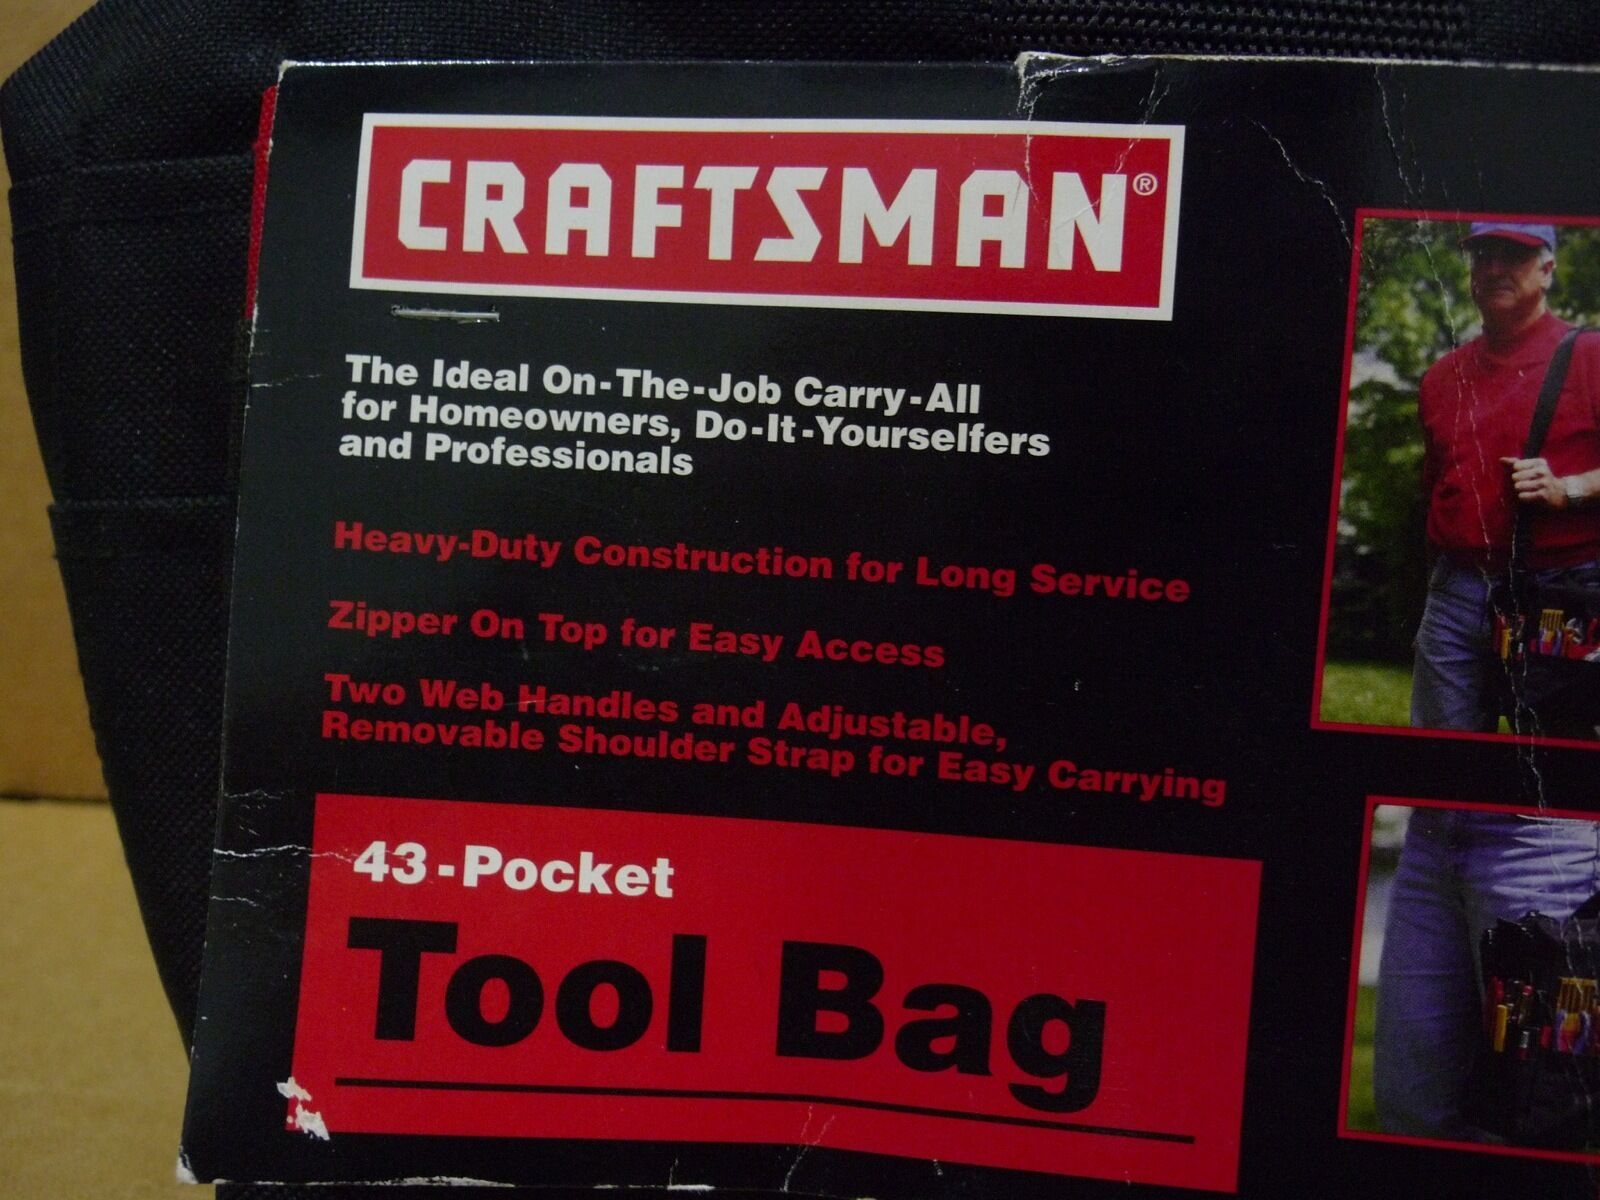 CRAFTSMAN®
The Ideal On-The-Job Carry-All
for Homeowners, Do-It-Yourselfers
and Professionals
Heavy-Duty Construction for Long Service
Zipper On Top for Easy Access
Two Web Handles and Adjustable,
Removable Shoulder Strap for Easy Carrying
43-Pocket
Tool Bag